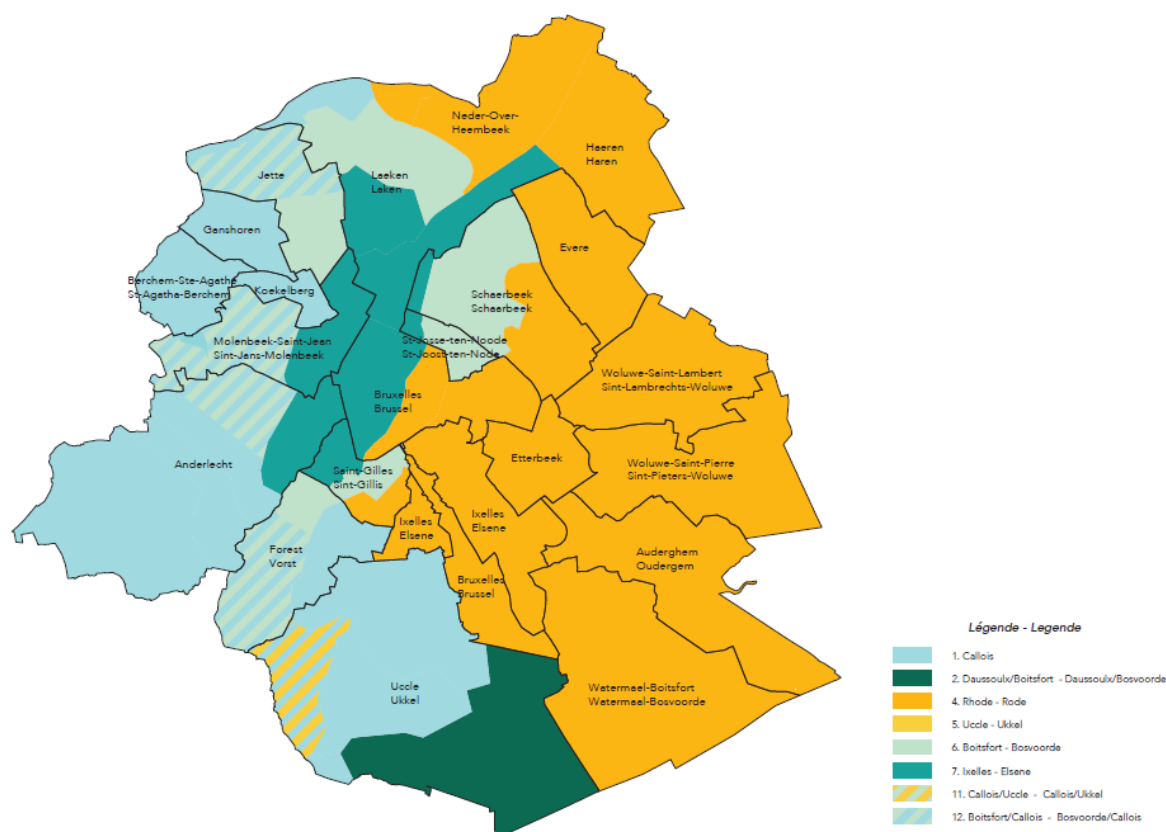 Neder-Over-
Heembeek
Haeren
Haren
Jette
Laeken
Laken
Ganshoren
Evere
Berchem-Ste-Agathe
St-Agatha-Berchem
Koekelberg
Schaerbeek
Schaarbeek
Molenbeek-Saint-Jean
Sint-Jans-Molenbeek
St-Josse-ten-Noode
St-Joost-ten-Node
Woluwe-Saint-Lambert
Sint-Lambrechts-Woluwe
Bruxelles
Brussel
Anderlecht
Saint-Gilles
Sint-Gillis
Etterbeek
Woluwe-Saint-Pierre
Sint-Pieters-Woluwe
Ixelles
Elsene
Ixelles
Elsene
Forest
Vorst
Auderghem
Oudergem
Bruxelles
Brussel
Uccle
Ukkel
Watermael-Boitsfort
Watermaal-Bosvoorde
Légende - Legende
1. Callois
2. Daussoulx/Boitsfort - Daussoulx/Bosvoorde
4. Rhode - Rode
5. Uccle - Ukkel
6. Boitsfort - Bosvoorde
7. Ixelles - Elsene
11. Callois/Uccle - Callois/Ukkel
12. Boitsfort/Callois - Bosvoorde/Callois